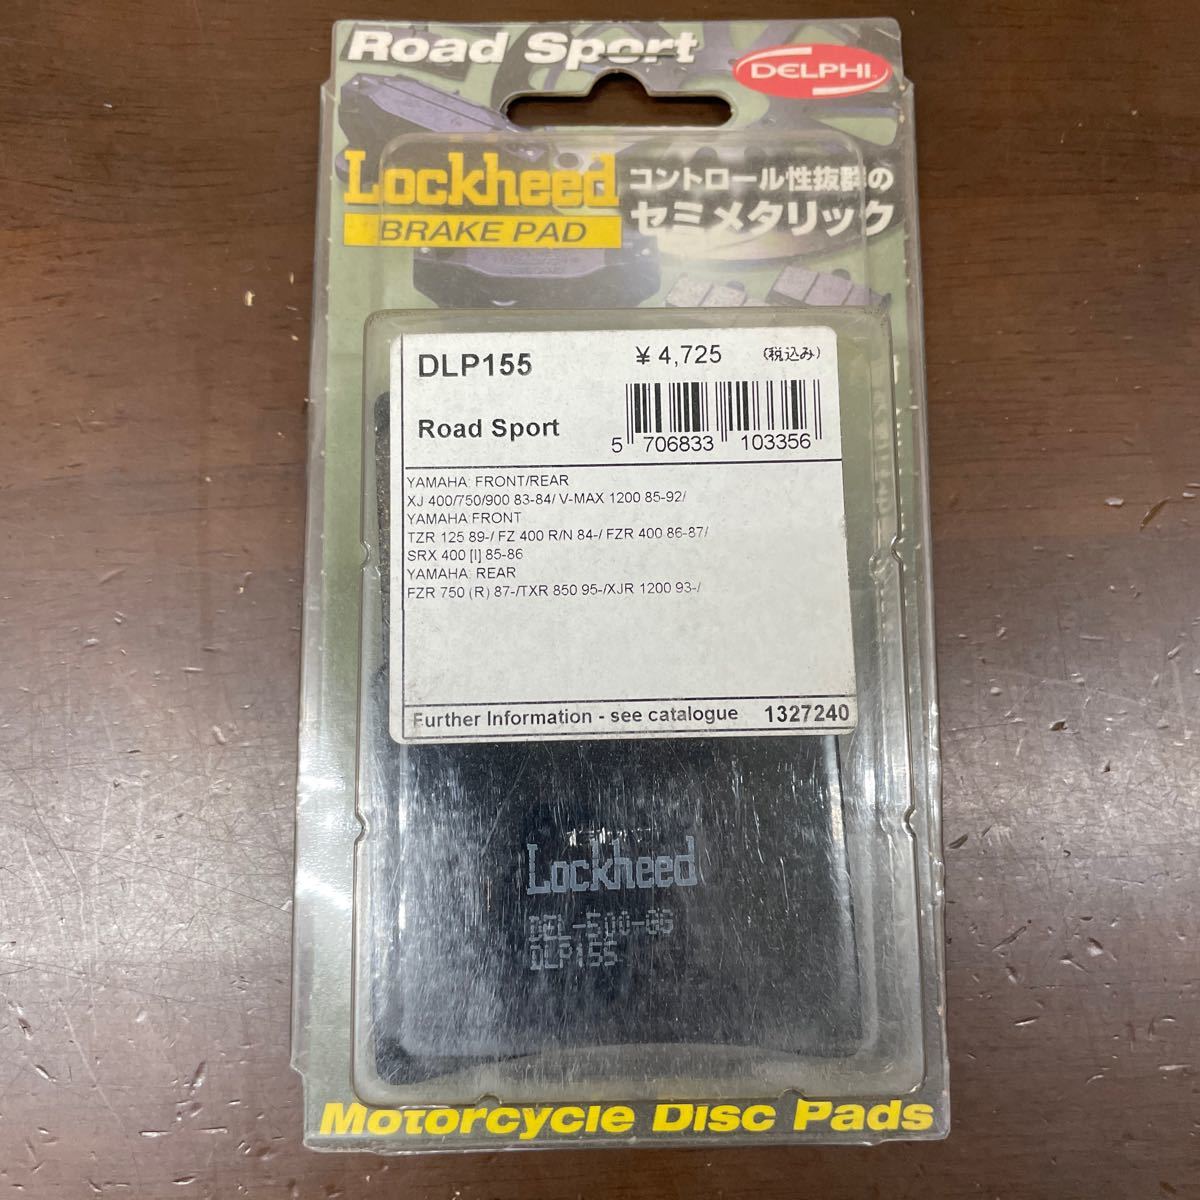 Road Sport
DELPHI
Lockheed
BRAKE PAD
コントロール性抜群の
セミメタリック
DLP155
¥ 4,725 (税込み)
Road Sport
5 706833 103356
YAMAHA: FRONT/REAR
XJ 400/750/900 83-84/ V-MAX 1200 85-92/
YAMAHA:FRONT
TZR 125 89-/ FZ 400 R/N 84-/ FZR 400 86-87/
SRX 400 [I] 85-86
YAMAHA: REAR
FZR 750 (R) 87-/TXR 850 95-/XJR 1200 93-/
Further Information - see catalogue 1327240
Lockheed
DEL-500-GG
DLP155
Motorcycle Disc Pads